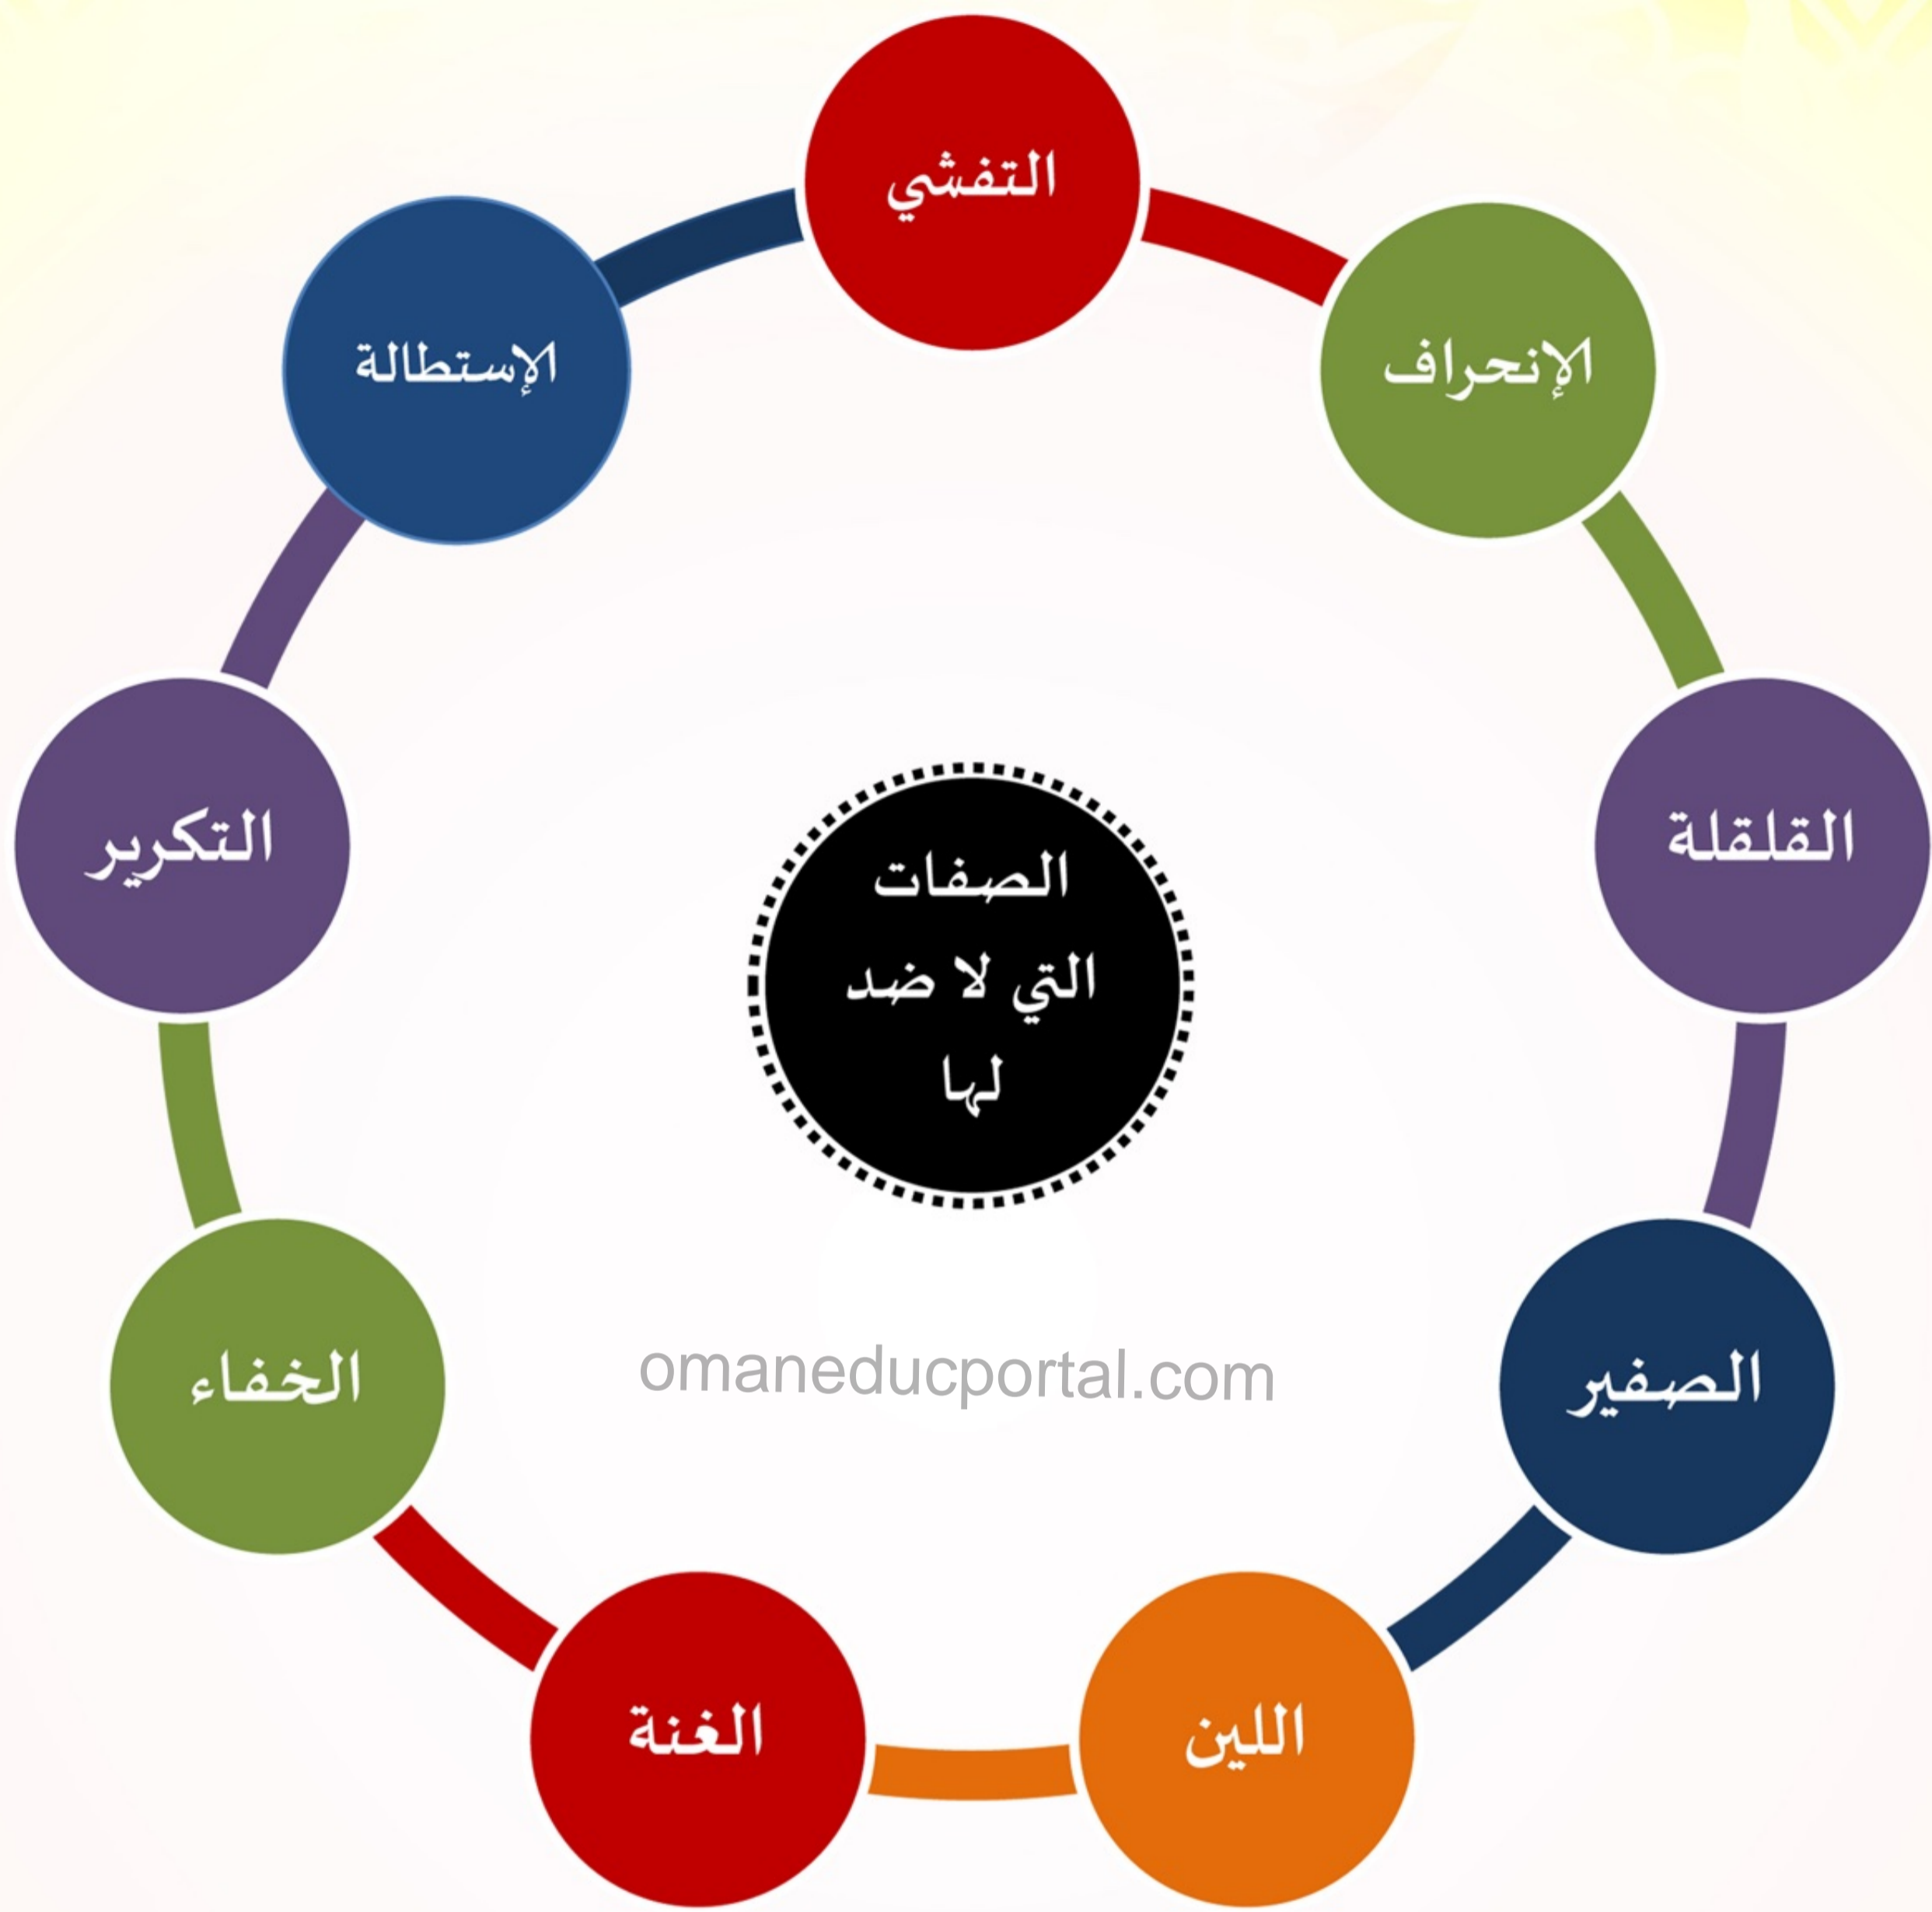 التفشي
الإنحراف
القلقلة
الصفير
اللين
الغنة
الخفاء
التكرير
الإستطالة
الصفات
التي لا ضد
لها
omaneducportal.com